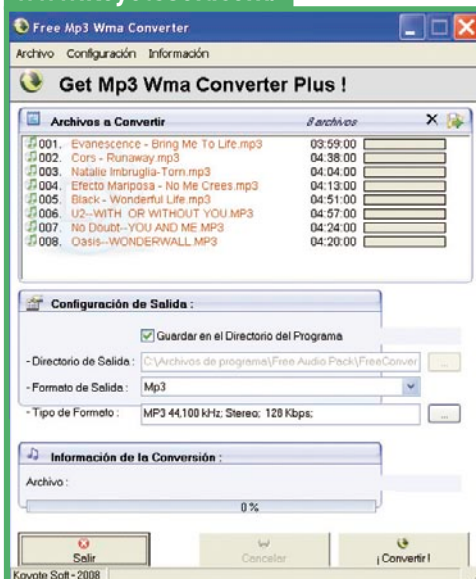 Free Mp3 Wma Converter
Archivo Configuración Información
Get Mp3 Wma Converter Plus !
Archivos a Convertir 8 archivos
001. Evanescence - Bring Me To Life.mp3 03:59:00
002. Cors - Runaway.mp3 04:38:00
003. Natalie Imbruglia-Torn.mp3 04:04:00
004. Efecto Mariposa - No Me Crees.mp3 04:13:00
005. Black - Wonderful Life.mp3 04:51:00
006. U2--WITH OR WITHOUT YOU.MP3 04:57:00
007. No Doubt--YOU AND ME.MP3 04:24:00
008. Oasis--WONDERWALL.MP3 04:20:00
Configuración de Salida :
Guardar en el Directorio del Programa
- Directorio de Salida : C:\Archivos de programa\Free Audio Pack\FreeConver ...
- Formato de Salida : Mp3
- Tipo de Formato : MP3 44,100 kHz; Stereo; 128 Kbps; ...
Información de la Conversión :
Archivo :
0 %
Salir Cancelar ¡ Convertir !
Koyote Soft - 2008